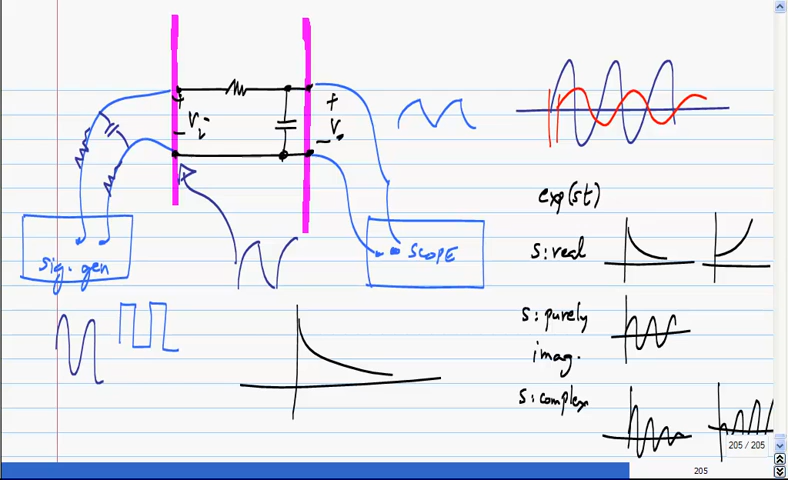 +
Vi
-
+
Vo
-
sig. gen
SCOPE
exp(st)
s: real
s: purely
imag.
s: complex
205 / 205
205